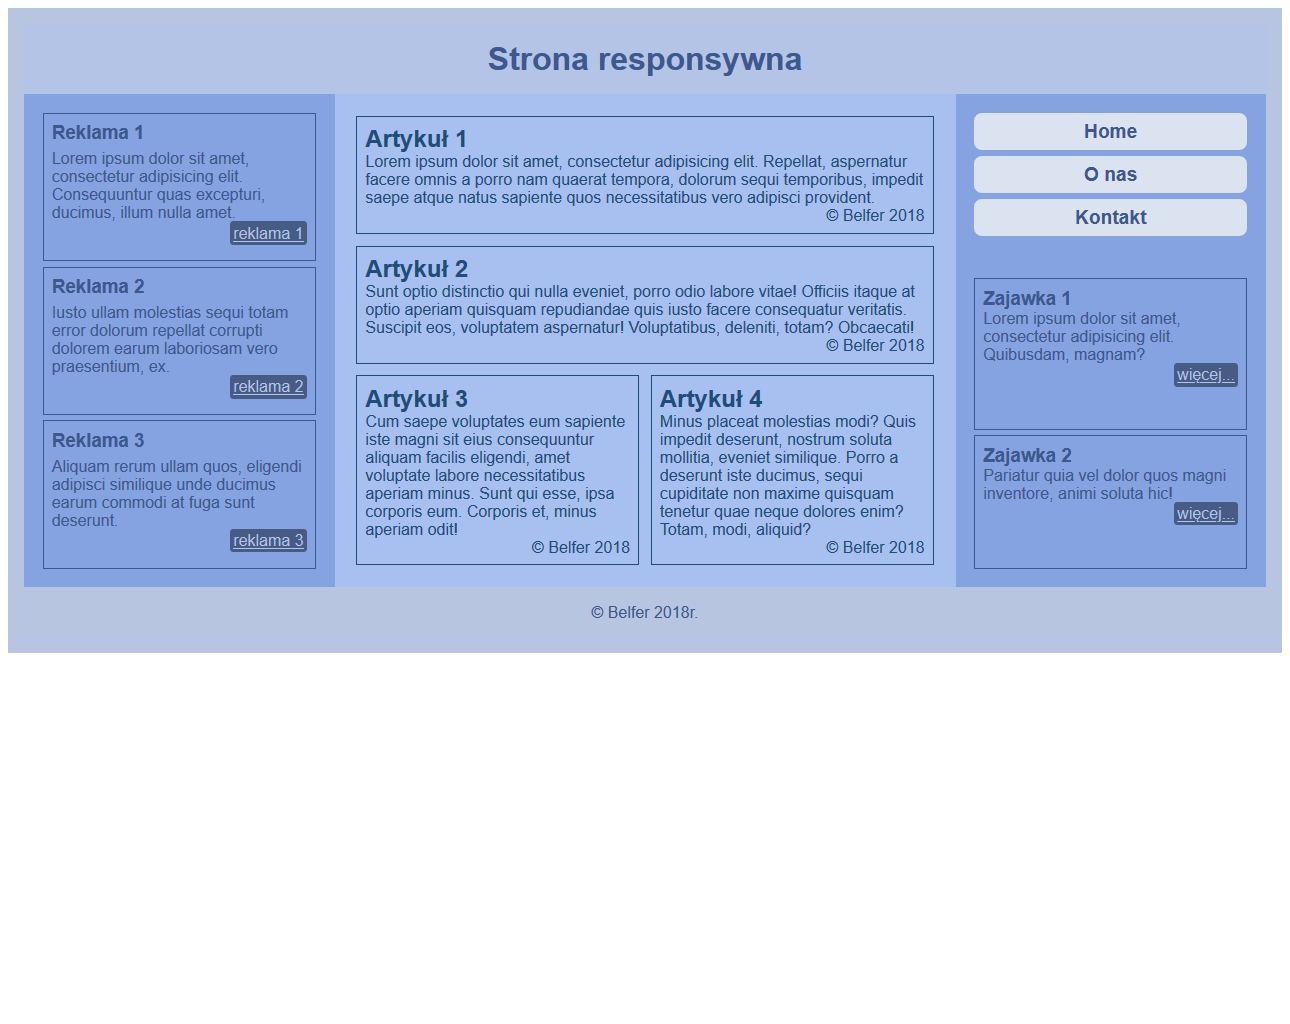 Strona responsywna
Reklama 1
Lorem ipsum dolor sit amet,
consectetur adipisicing elit.
Consequuntur quas excepturi,
ducimus, illum nulla amet.
reklama 1
Reklama 2
Iusto ullam molestias sequi totam
error dolorum repellat corrupti
dolorem earum laboriosam vero
praesentium, ex.
reklama 2
Reklama 3
Aliquam rerum ullam quos, eligendi
adipisci similique unde ducimus
earum commodi at fuga sunt
deserunt.
reklama 3
Artykuł 1
Lorem ipsum dolor sit amet, consectetur adipisicing elit. Repellat, aspernatur
facere omnis a porro nam quaerat tempora, dolorum sequi temporibus, impedit
saepe atque natus sapiente quos necessitatibus vero adipisci provident.
© Belfer 2018
Artykuł 2
Sunt optio distinctio qui nulla eveniet, porro odio labore vitae! Officiis itaque at
optio aperiam quisquam repudiandae quis iusto facere consequatur veritatis.
Suscipit eos, voluptatem aspernatur! Voluptatibus, deleniti, totam? Obcaecati!
© Belfer 2018
Artykuł 3
Cum saepe voluptates eum sapiente
iste magni sit eius consequuntur
aliquam facilis eligendi, amet
voluptate labore necessitatibus
aperiam minus. Sunt qui esse, ipsa
corporis eum. Corporis et, minus
aperiam odit!
© Belfer 2018
Artykuł 4
Minus placeat molestias modi? Quis
impedit deserunt, nostrum soluta
mollitia, eveniet similique. Porro a
deserunt iste ducimus, sequi
cupiditate non maxime quisquam
tenetur quae neque dolores enim?
Totam, modi, aliquid?
© Belfer 2018
Home
O nas
Kontakt
Zajawka 1
Lorem ipsum dolor sit amet,
consectetur adipisicing elit.
Quibusdam, magnam?
więcej...
Zajawka 2
Pariatur quia vel dolor quos magni
inventore, animi soluta hic!
więcej...
© Belfer 2018r.